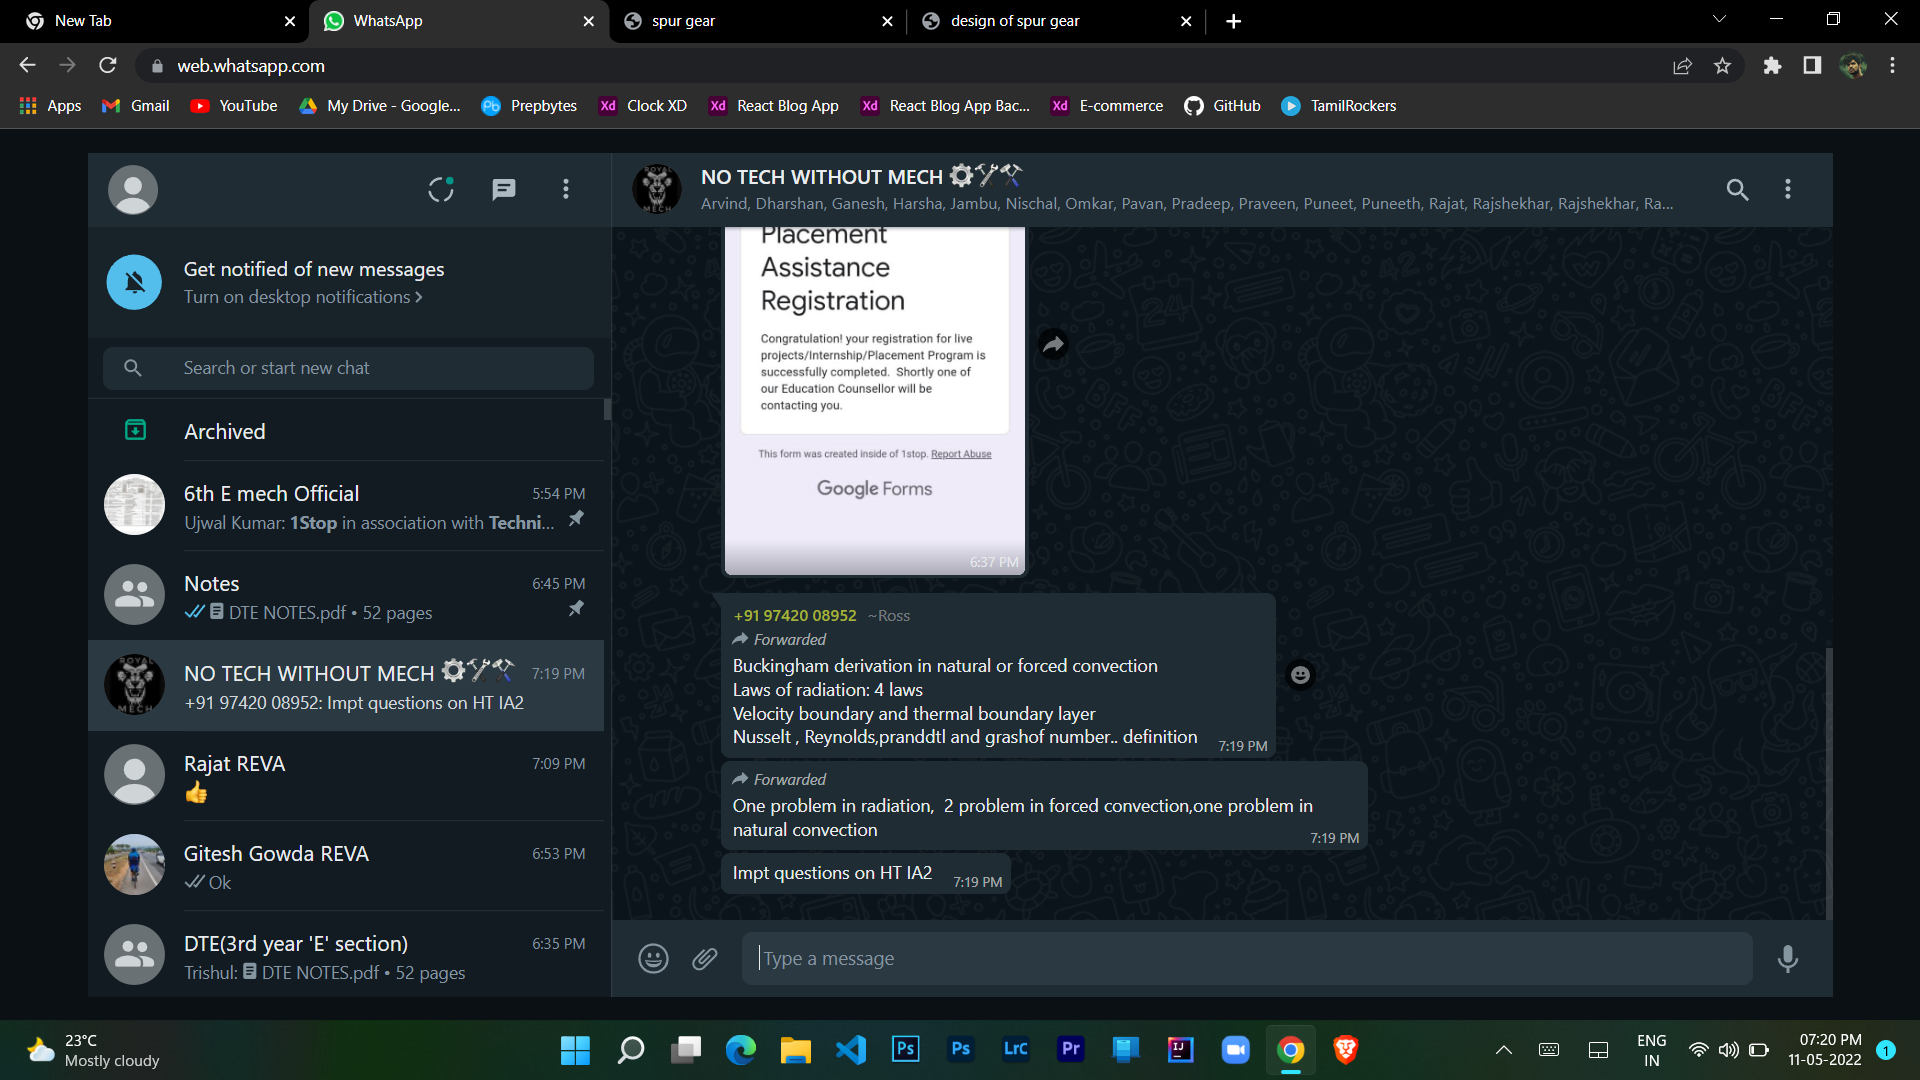 New Tab
WhatsApp
spur gear
design of spur gear
web.whatsapp.com
Apps
Gmail
YouTube
My Drive - Google...
Prepbytes
Clock XD
React Blog App
React Blog App Bac...
E-commerce
GitHub
TamilRockers
NO TECH WITHOUT MECH ⚙️🛠️⚒️
Arvind, Dharshan, Ganesh, Harsha, Jambu, Nischal, Omkar, Pavan, Pradeep, Praveen, Puneet, Puneeth, Rajat, Rajshekhar, Rajshekhar, Ra...
Get notified of new messages
Turn on desktop notifications >
Search or start new chat
Archived
6th E mech Official
5:54 PM
Ujwal Kumar: 1Stop in association with Techni...
Notes
6:45 PM
DTE NOTES.pdf • 52 pages
NO TECH WITHOUT MECH ⚙️🛠️⚒️
7:19 PM
+91 97420 08952: Impt questions on HT IA2
Rajat REVA
7:09 PM
👍
Gitesh Gowda REVA
6:53 PM
Ok
DTE(3rd year 'E' section)
6:35 PM
Trishul: DTE NOTES.pdf • 52 pages
Placement
Assistance
Registration
Congratulation! your registration for live
projects/Internship/Placement Program is
successfully completed. Shortly one of
our Education Counsellor will be
contacting you.
This form was created inside of 1stop. Report Abuse
Google Forms
6:37 PM
+91 97420 08952 ~Ross
Forwarded
Buckingham derivation in natural or forced convection
Laws of radiation: 4 laws
Velocity boundary and thermal boundary layer
Nusselt , Reynolds,pranddtl and grashof number.. definition
7:19 PM
Forwarded
One problem in radiation,  2 problem in forced convection,one problem in
natural convection
7:19 PM
Impt questions on HT IA2
7:19 PM
Type a message
23°C
Mostly cloudy
ENG
IN
07:20 PM
11-05-2022
1